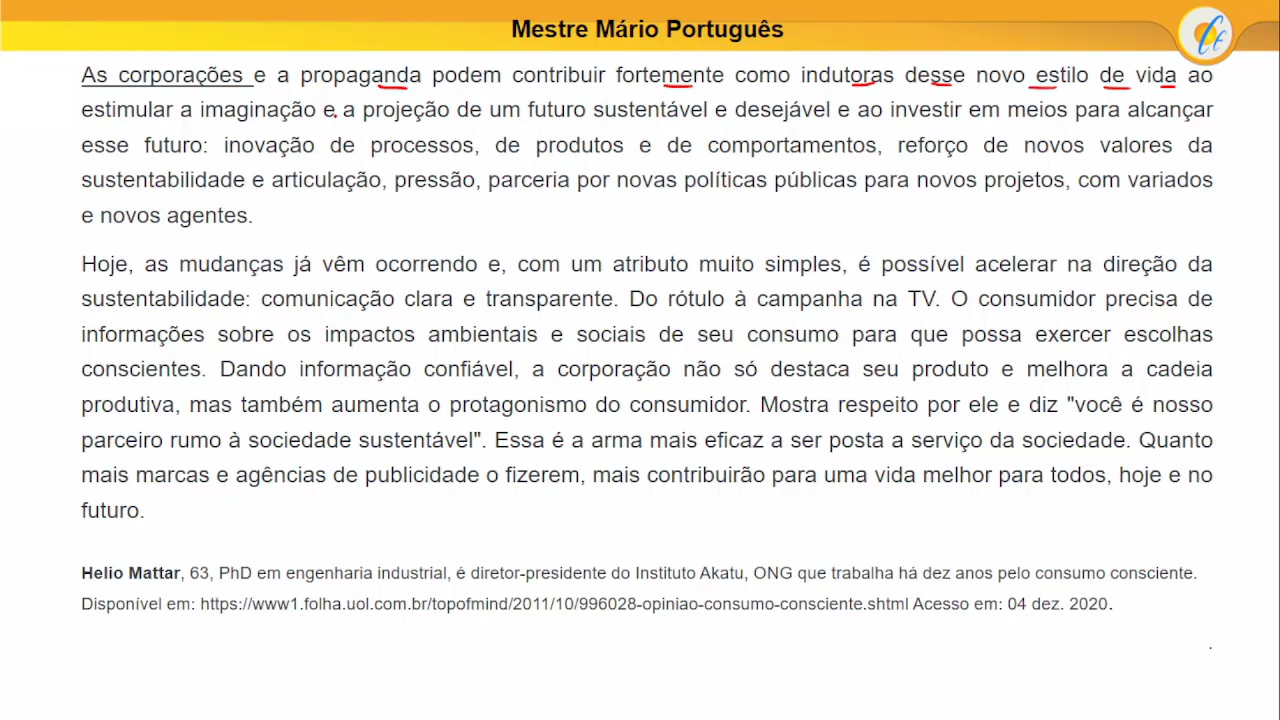 Mestre Mário Português
As corporações e a propaganda podem contribuir fortemente como indutoras desse novo estilo de vida ao
estimular a imaginação e a projeção de um futuro sustentável e desejável e ao investir em meios para alcançar
esse futuro: inovação de processos, de produtos e de comportamentos, reforço de novos valores da
sustentabilidade e articulação, pressão, parceria por novas políticas públicas para novos projetos, com variados
e novos agentes.
Hoje, as mudanças já vêm ocorrendo e, com um atributo muito simples, é possível acelerar na direção da
sustentabilidade: comunicação clara e transparente. Do rótulo à campanha na TV. O consumidor precisa de
informações sobre os impactos ambientais e sociais de seu consumo para que possa exercer escolhas
conscientes. Dando informação confiável, a corporação não só destaca seu produto e melhora a cadeia
produtiva, mas também aumenta o protagonismo do consumidor. Mostra respeito por ele e diz "você é nosso
parceiro rumo à sociedade sustentável". Essa é a arma mais eficaz a ser posta a serviço da sociedade. Quanto
mais marcas e agências de publicidade o fizerem, mais contribuirão para uma vida melhor para todos, hoje e no
futuro.
Helio Mattar, 63, PhD em engenharia industrial, é diretor-presidente do Instituto Akatu, ONG que trabalha há dez anos pelo consumo consciente.
Disponível em: https://www1.folha.uol.com.br/topofmind/2011/10/996028-opiniao-consumo-consciente.shtml Acesso em: 04 dez. 2020.
.